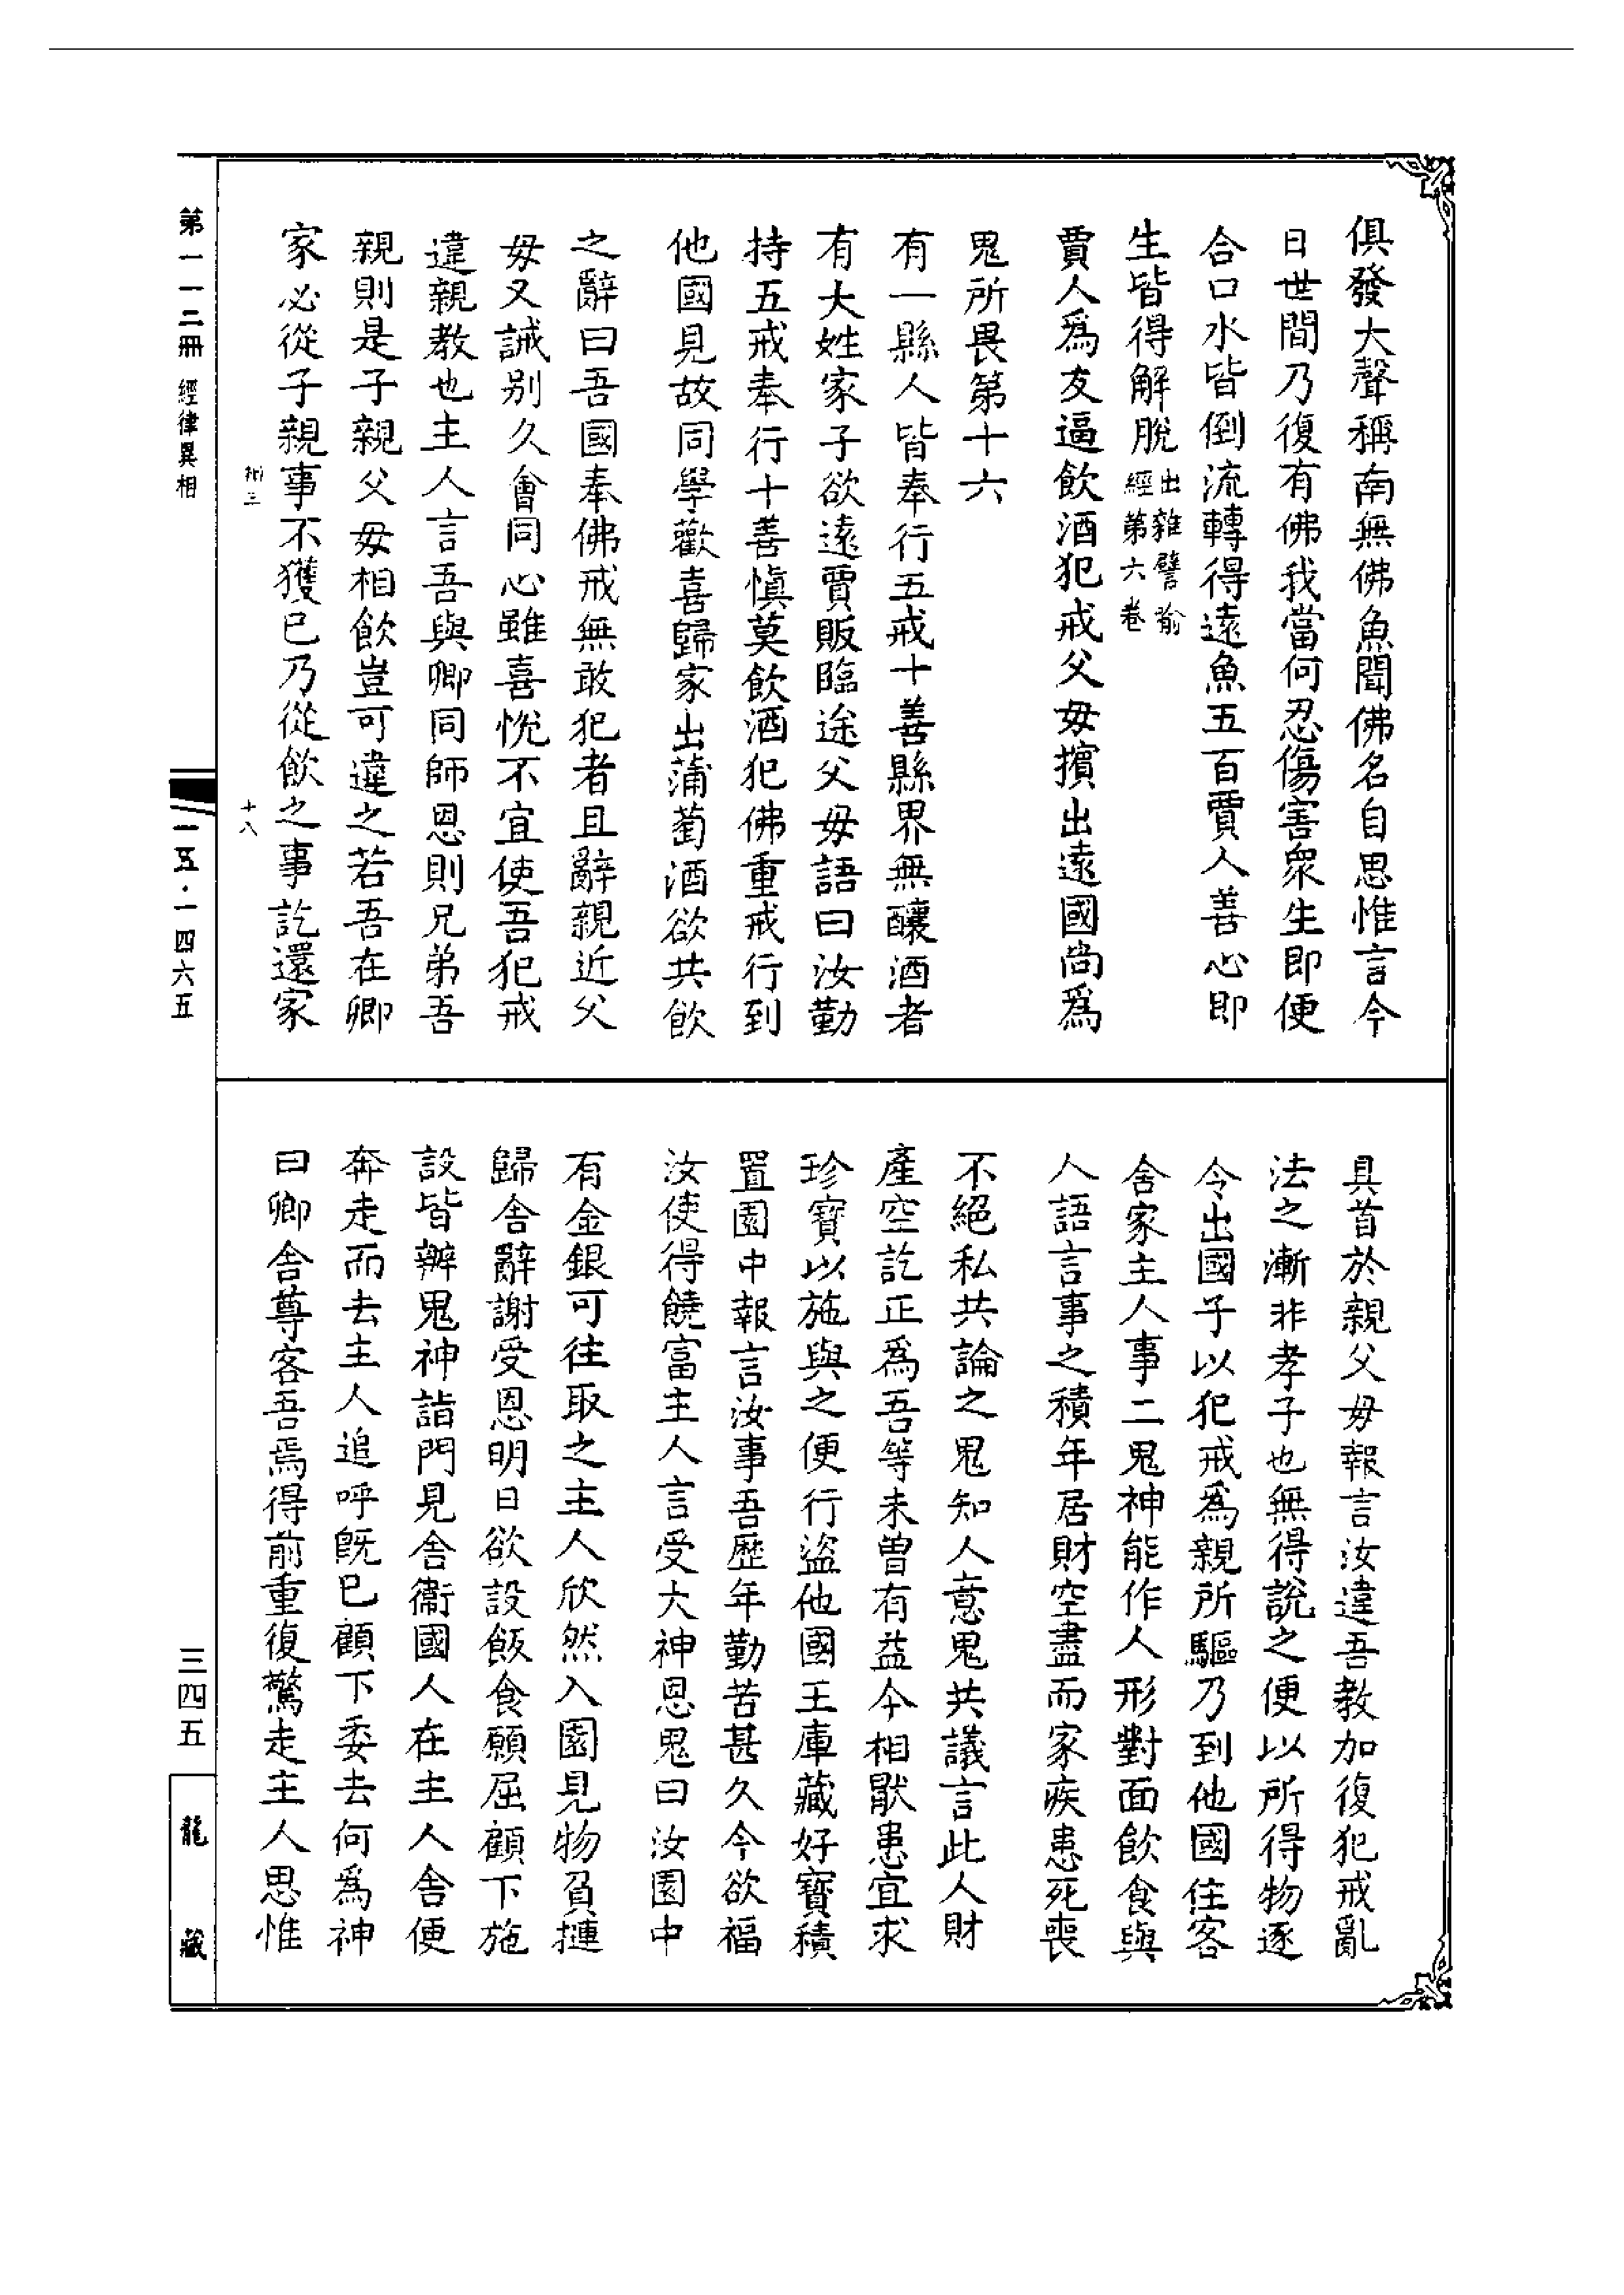 俱發大聲稱南無佛魚聞佛名自思惟言今
日世間乃復有佛我當何忍傷害衆生即便
合口水皆倒流轉得遠魚五百賈人善心即
生皆得解脫出雜譬喻經第六卷
賈人爲友逼飲酒犯戒父毋擯出遠國尚爲
鬼所畏第十六
有一縣人皆奉行五戒十善縣界無釀酒者
有大姓家子欲遠賈販臨途父毋語曰汝勤
持五戒奉行十善慎莫飲酒犯佛重戒行到
他國見故同學歡喜歸家出蒲萄酒欲共飲
之辭曰吾國奉佛戒無敢犯者且辭親近父
毋又誡别久會同心雖喜悅不宜使吾犯戒
違親教也主人言吾與卿同師恩則兄弟吾
親則是子親父毋相飲豈可違之若吾在卿
家必從子親事不獲已乃從飲之事訖還家
具首於親父毋報言汝違吾教加復犯戒亂
法之漸非孝子也無得說之便以所得物逐
令出國子以犯戒爲親所驅乃到他國住客
舍家主人事二鬼神能作人形對面飲食與
人語言事之積年居財空盡而家疾患死喪
不絕私共論之鬼知人意鬼共議言此人財
產空訖正爲吾等未曾有益今相猒患宜求
珍寶以施與之便行盜他國王庫藏好寶積
置園中報言汝事吾歷年勤苦甚久今欲福
汝使得饒富主人言受大神恩鬼曰汝園中
有金銀可往取之主人欣然入園見物負摙
歸舍辭謝受恩明日欲設飯食願屈顧下施
設皆辦鬼神詣門見舍衞國人在主人舍便
奔走而去主人追呼旣已顧下委去何爲神
曰卿舍尊客吾焉得前重復驚走主人思惟
第一一二冊 經律異相
十八
一五·一四六五
三四五
龍藏